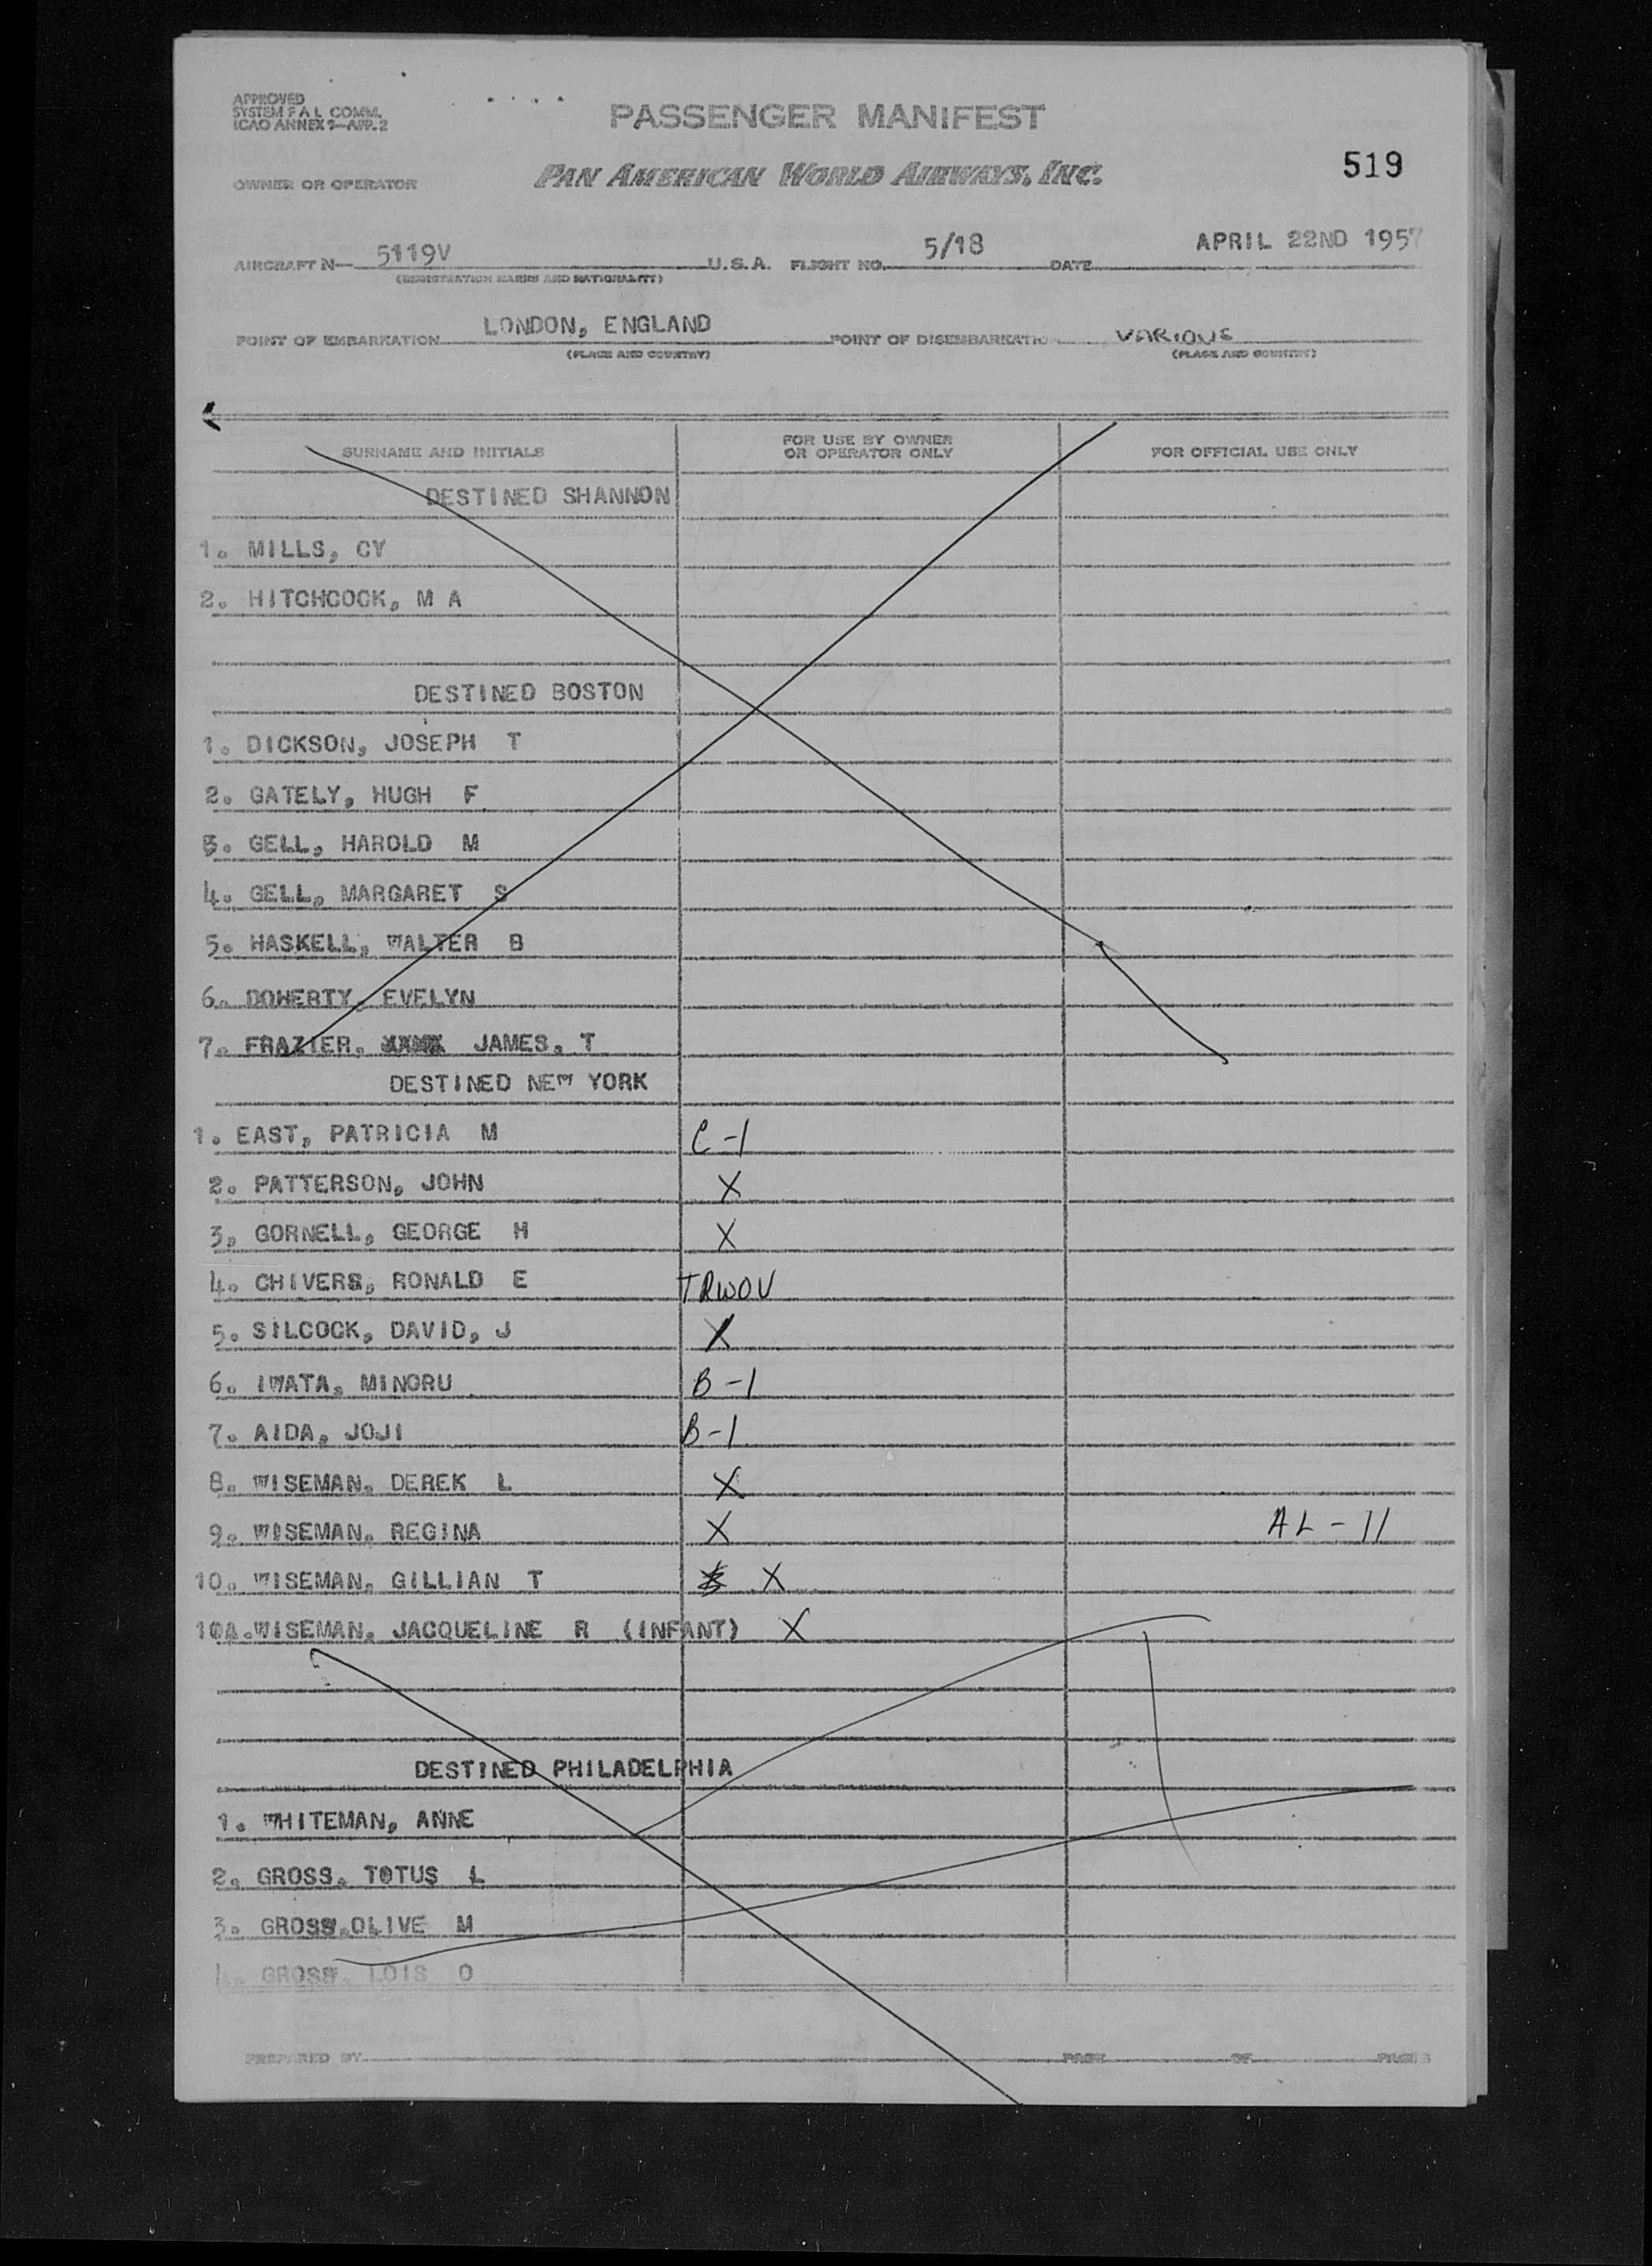 APPROVED
SYSTEM F A L COMM.
ICAO ANNEX 9—APP. 2
PASSENGER MANIFEST
519
OWNER OR OPERATOR PAN AMERICAN WORLD AIRWAYS, INC.
AIRCRAFT N— 5119V U.S.A. FLIGHT NO. 5/18 DATE APRIL 22ND 1957
(REGISTRATION MARKS AND NATIONALITY)
POINT OF EMBARKATION LONDON, ENGLAND POINT OF DISEMBARKATION VARIOUS
(PLACE AND COUNTRY) (PLACE AND COUNTRY)
SURNAME AND INITIALS FOR USE BY OWNER OR OPERATOR ONLY FOR OFFICIAL USE ONLY
DESTINED SHANNON
1. MILLS, CY
2. HITCHCOCK, M A
DESTINED BOSTON
1. DICKSON, JOSEPH T
2. GATELY, HUGH F
3. GELL, HAROLD M
4. GELL, MARGARET S
5. HASKELL, WALTER B
6. DOHERTY, EVELYN
7. FRAZIER, JAMES, T
DESTINED NEW YORK
1. EAST, PATRICIA M C-1
2. PATTERSON, JOHN X
3. GORNELL, GEORGE H X
4. CHIVERS, RONALD E TRWOV
5. SILCOCK, DAVID, J X
6. IWATA, MINORU B-1
7. AIDA, JOJI B-1
8. WISEMAN, DEREK L X
9. WISEMAN, REGINA X AL-11
10. WISEMAN, GILLIAN T X
10A. WISEMAN, JACQUELINE R (INFANT) X
DESTINED PHILADELPHIA
1. WHITEMAN, ANNE
2. GROSS, TOTUS L
3. GROSS, OLIVE M
4. GROSS, LOIS O
PREPARED BY PAGE OF PAGES